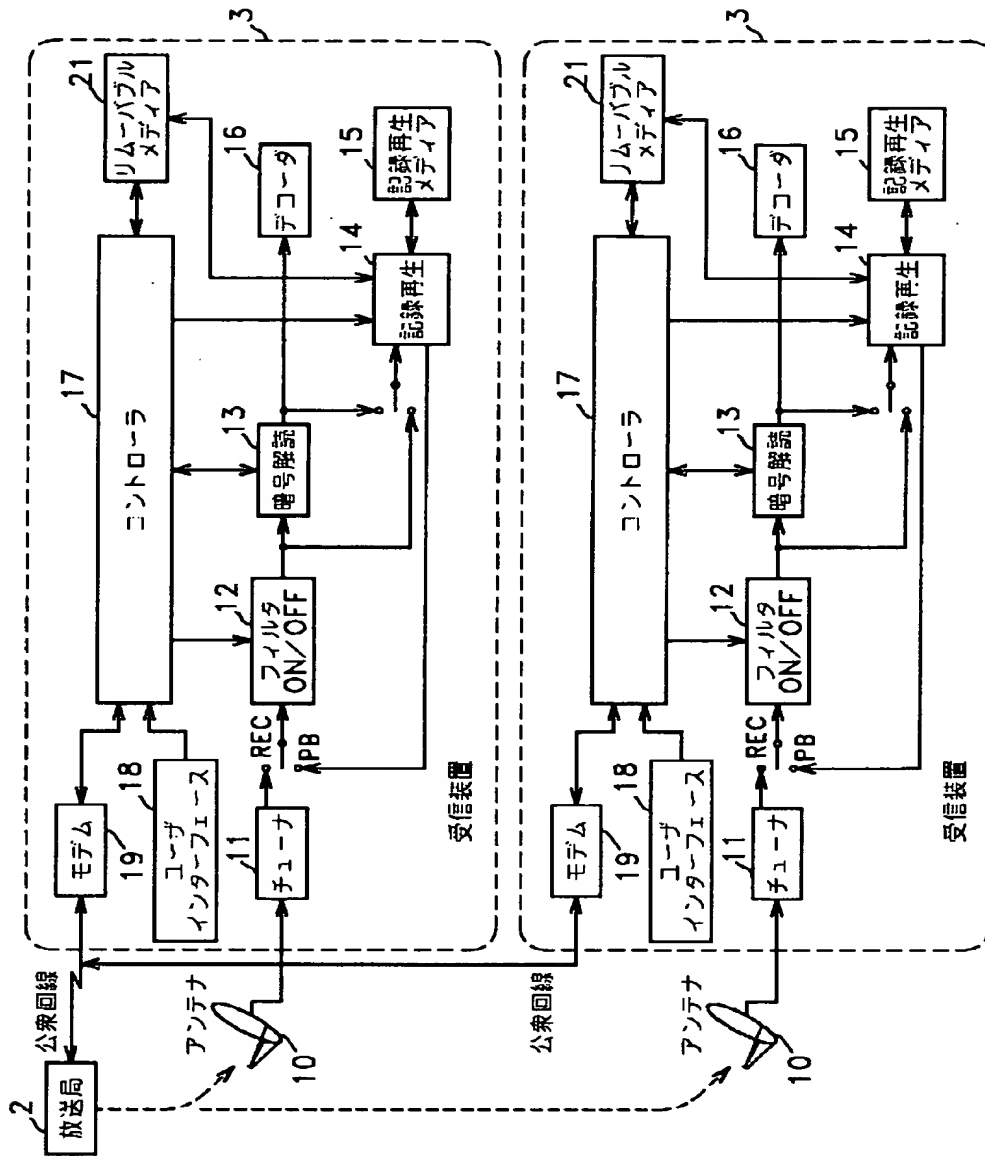 2
放送局
公衆回線
アンテナ
10
3
受信装置
19
モデム
18
ユーザ
インターフェース
11
チューナ
REC
PB
17
コントローラ
12
フィルタ
ON/OFF
13
暗号解読
14
記録再生
21
リムーバブル
メディア
16
デコーダ
15
記録再生
メディア
公衆回線
アンテナ
10
3
受信装置
19
モデム
18
ユーザ
インターフェース
11
チューナ
REC
PB
17
コントローラ
12
フィルタ
ON/OFF
13
暗号解読
14
記録再生
21
リムーバブル
メディア
16
デコーダ
15
記録再生
メディア